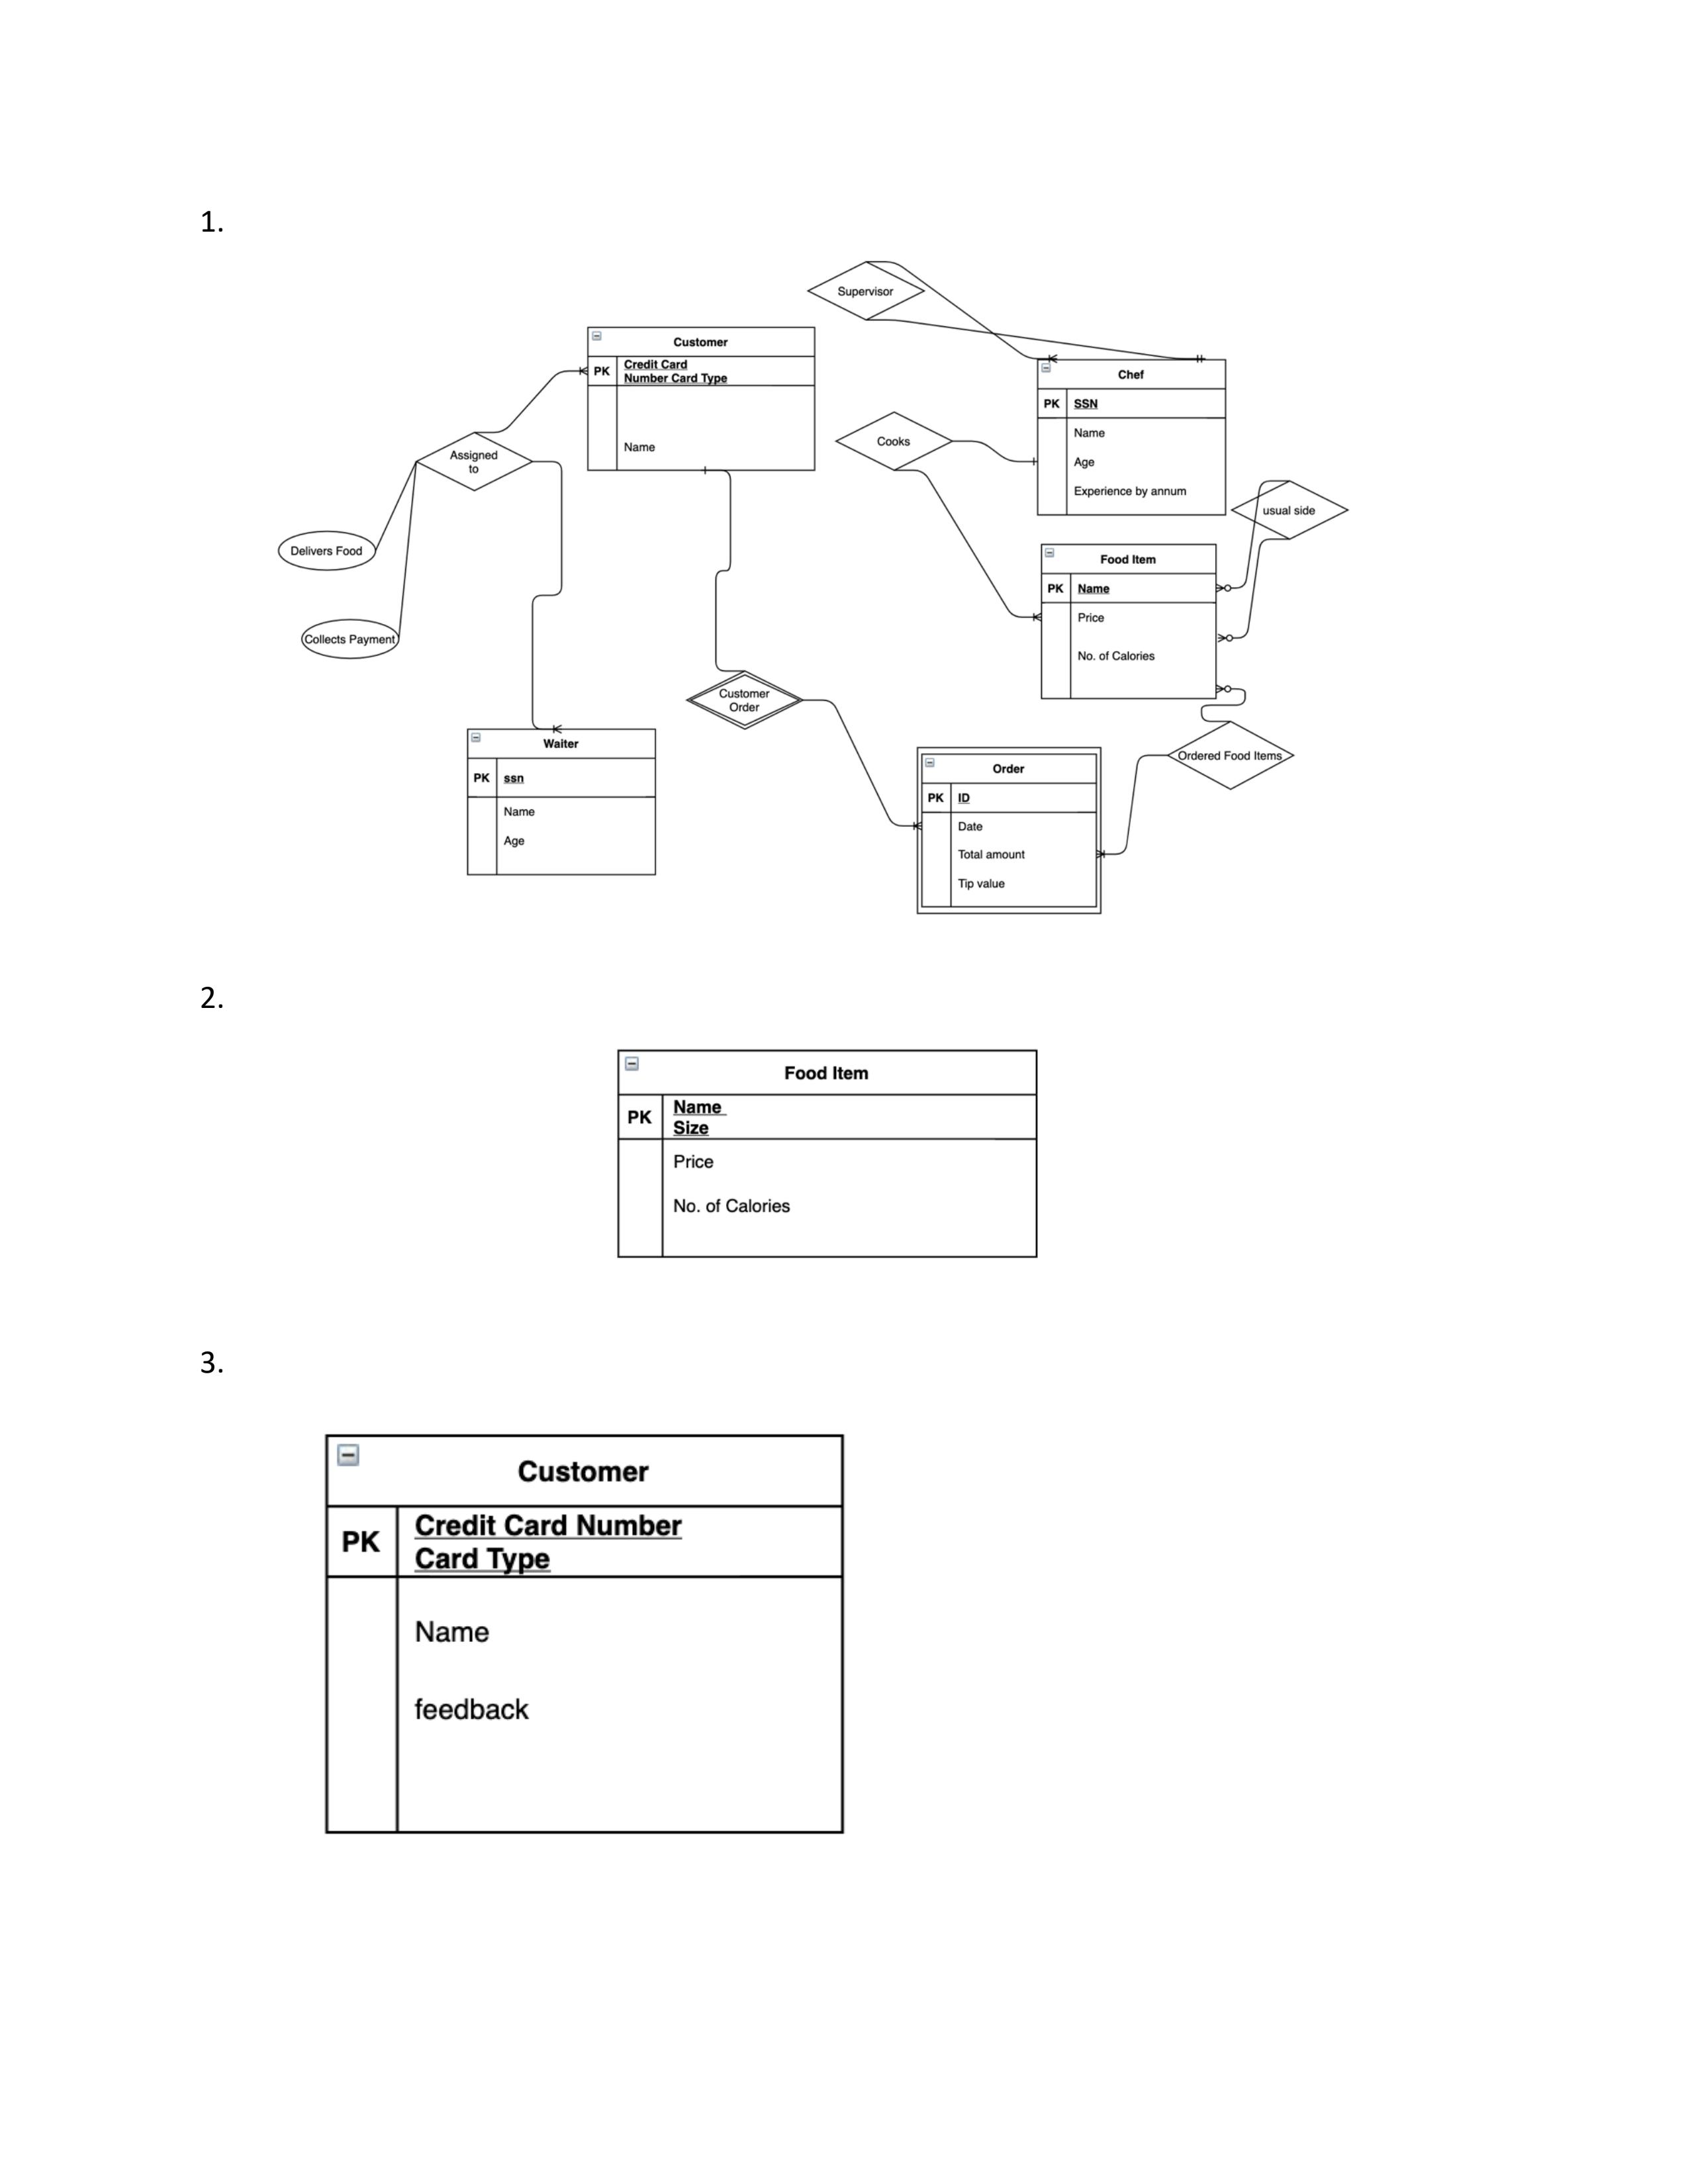 1.
Supervisor
Customer
PK
Credit Card
Number Card Type
Name
Chef
PK
SSN
Name
Age
Experience by annum
Cooks
Assigned
to
usual side
Delivers Food
Food Item
PK
Name
Price
No. of Calories
Collects Payment
Customer
Order
Waiter
PK
ssn
Name
Age
Ordered Food Items
Order
PK
ID
Date
Total amount
Tip value
2.
Food Item
PK
Name
Size
Price
No. of Calories
3.
Customer
PK
Credit Card Number
Card Type
Name
feedback